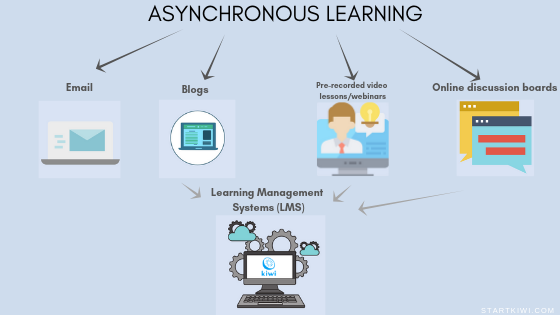 ASYNCHRONOUS LEARNING
Email
Blogs
Pre-recorded video
lessons/webinars
Online discussion boards
Learning Management
Systems (LMS)
kiwi
STARTKIWI.COM